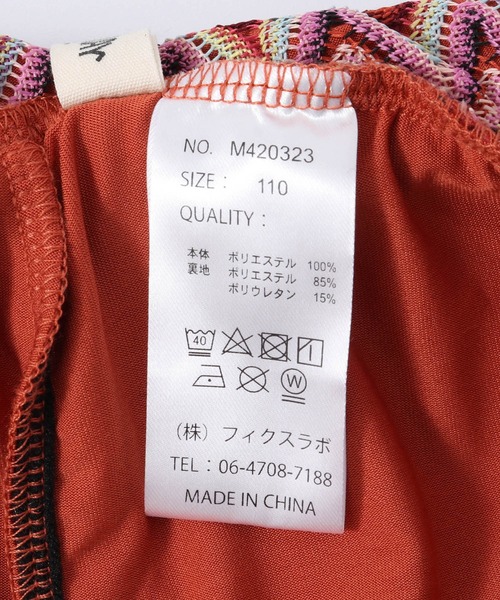 NO. M420323
SIZE : 110
QUALITY :
本体 ポリエステル 100%
裏地 ポリエステル 85%
ポリウレタン 15%
40
W
(株) フィクスラボ
TEL : 06-4708-7188
MADE IN CHINA